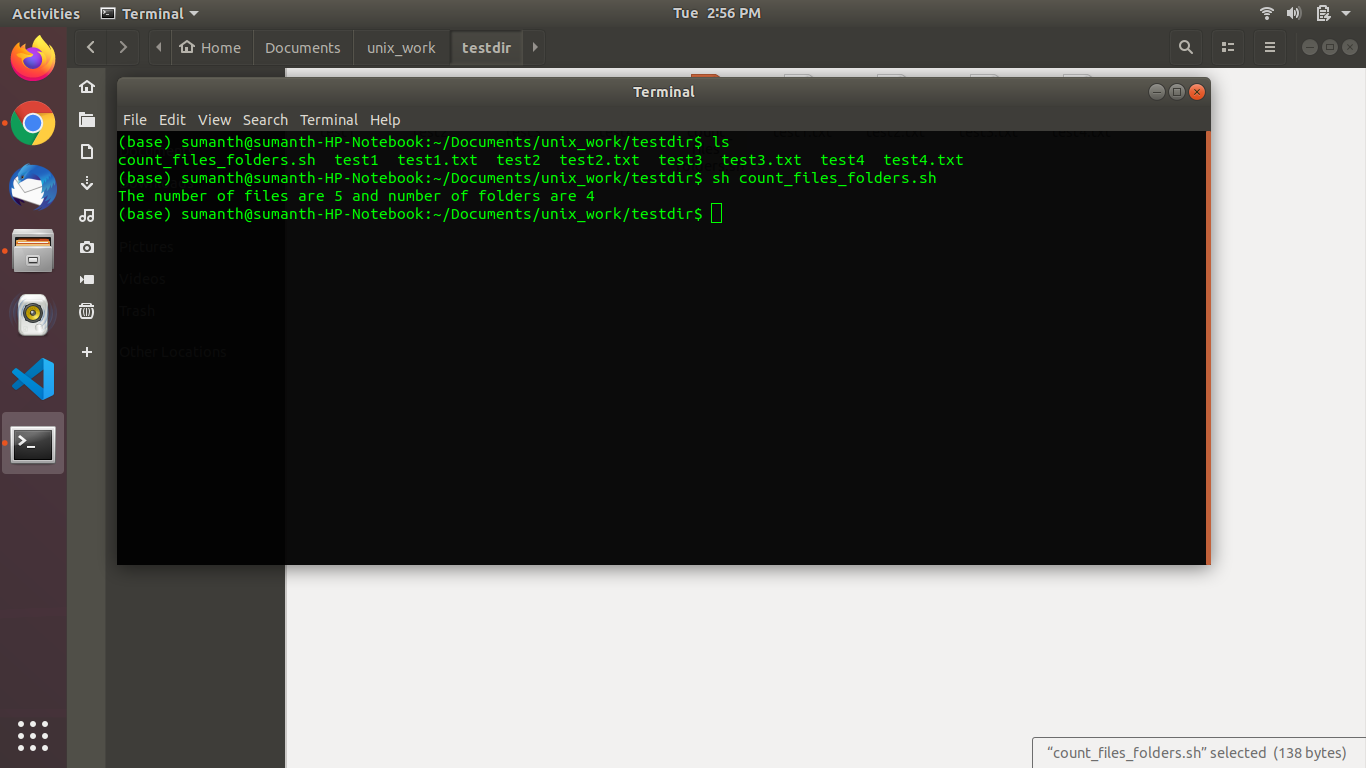 Activities Terminal Tue 2:56 PM
Home Documents unix_work testdir
Terminal
File Edit View Search Terminal Help
(base) sumanth@sumanth-HP-Notebook:~/Documents/unix_work/testdir$ ls
count_files_folders.sh test1 test1.txt test2 test2.txt test3 test3.txt test4 test4.txt
(base) sumanth@sumanth-HP-Notebook:~/Documents/unix_work/testdir$ sh count_files_folders.sh
The number of files are 5 and number of folders are 4
(base) sumanth@sumanth-HP-Notebook:~/Documents/unix_work/testdir$
Pictures
Videos
Trash
Other Locations
“count_files_folders.sh” selected (138 bytes)